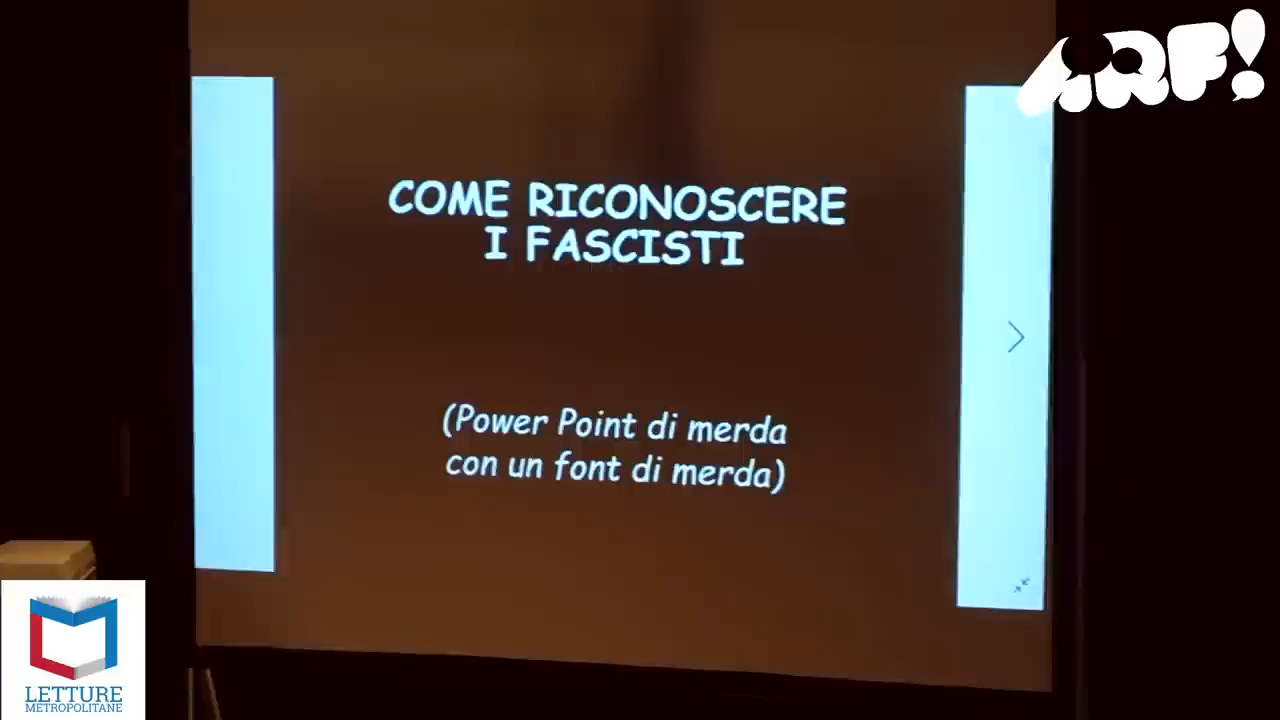 ARF!
COME RICONOSCERE
I FASCISTI
(Power Point di merda
con un font di merda)
LETTURE
METROPOLITANE